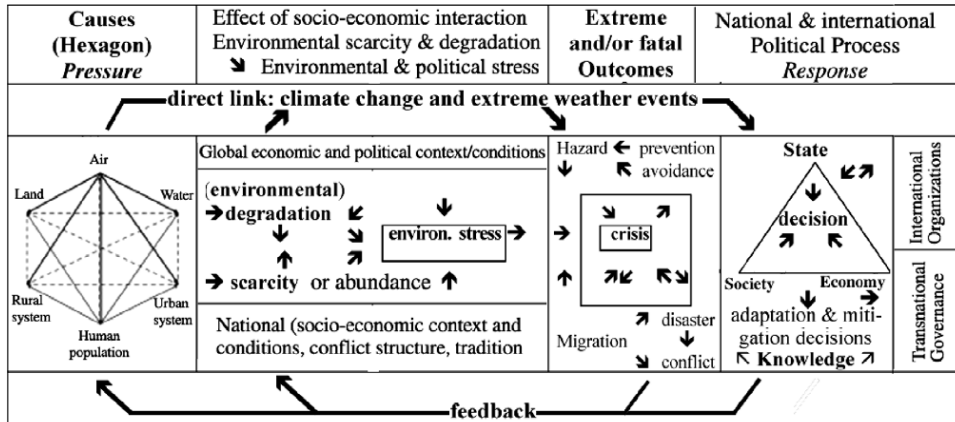 Causes
(Hexagon)
Pressure
Effect of socio-economic interaction
Environmental scarcity & degradation
Environmental & political stress
Extreme
and/or fatal
Outcomes
National & international
Political Process
Response
direct link: climate change and extreme weather events
Air
Land
Water
Rural
system
Urban
system
Human
population
Global economic and political context/conditions
(environmental)
degradation
environ. stress
scarcity or abundance
National (socio-economic context and
conditions, conflict structure, tradition
Hazard prevention
avoidance
crisis
disaster
Migration
conflict
State
decision
Society Economy
adaptation & miti-
gation decisions
Knowledge
International
Organizations
Transnational
Governance
feedback